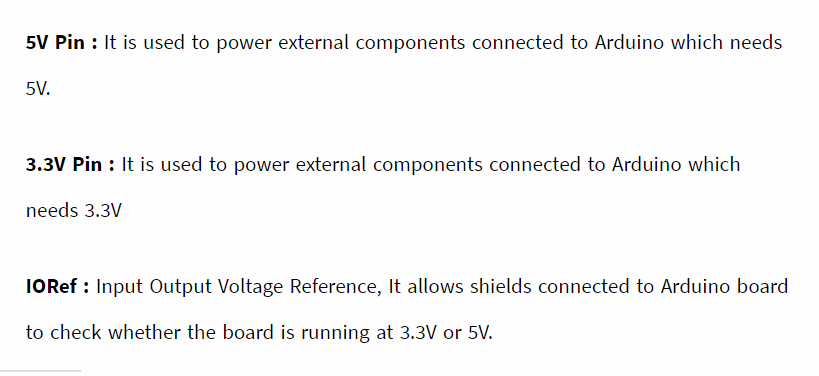 5V Pin : It is used to power external components connected to Arduino which needs
5V.
3.3V Pin : It is used to power external components connected to Arduino which
needs 3.3V
IORef : Input Output Voltage Reference, It allows shields connected to Arduino board
to check whether the board is running at 3.3V or 5V.